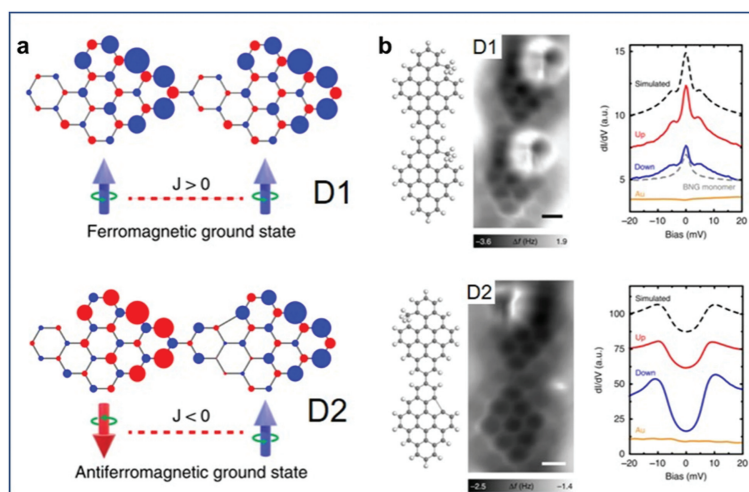 a
J > 0
D1
Ferromagnetic ground state
J < 0
D2
Antiferromagnetic ground state
b
D1
−3.6 Δf (Hz) 1.9
dI/dV (a.u.)
15
10
5
Simulated
Up
Down
BNG monomer
Au
−20 −10 0 10 20
Bias (mV)
D2
−2.5 Δf (Hz) −1.4
dI/dV (a.u.)
100
75
50
25
0
Simulated
Up
Down
Au
−20 −10 0 10 20
Bias (mV)